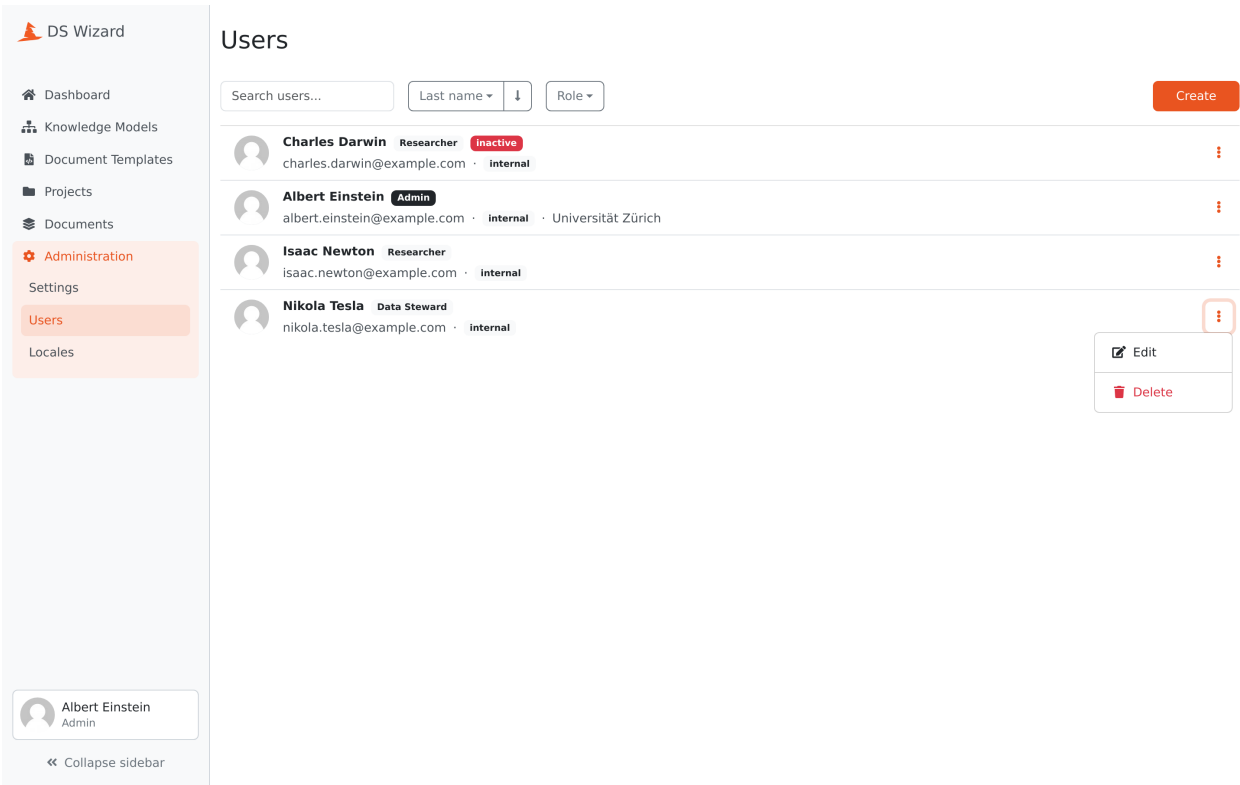 DS Wizard
Dashboard
Knowledge Models
Document Templates
Projects
Documents
Administration
Settings
Users
Locales
Albert Einstein
Admin
Collapse sidebar
Users
Search users...
Last name
Role
Create
Charles Darwin Researcher inactive
charles.darwin@example.com · internal
Albert Einstein Admin
albert.einstein@example.com · internal · Universität Zürich
Isaac Newton Researcher
isaac.newton@example.com · internal
Nikola Tesla Data Steward
nikola.tesla@example.com · internal
Edit
Delete